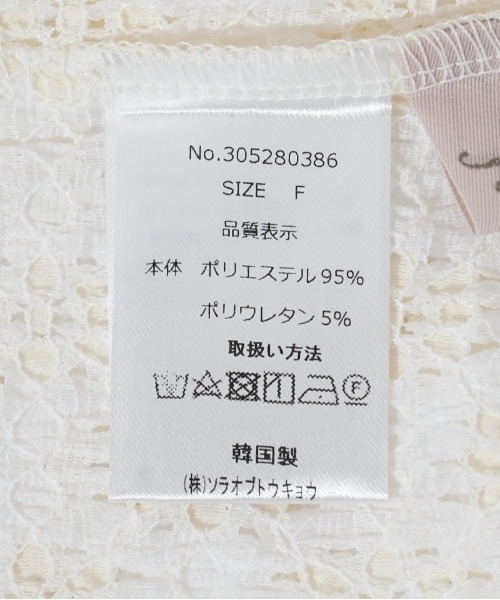 No.305280386
SIZE F
品質表示
本体 ポリエステル95%
ポリウレタン5%
取扱い方法
F
韓国製
(株)ソラオブトウキョウ